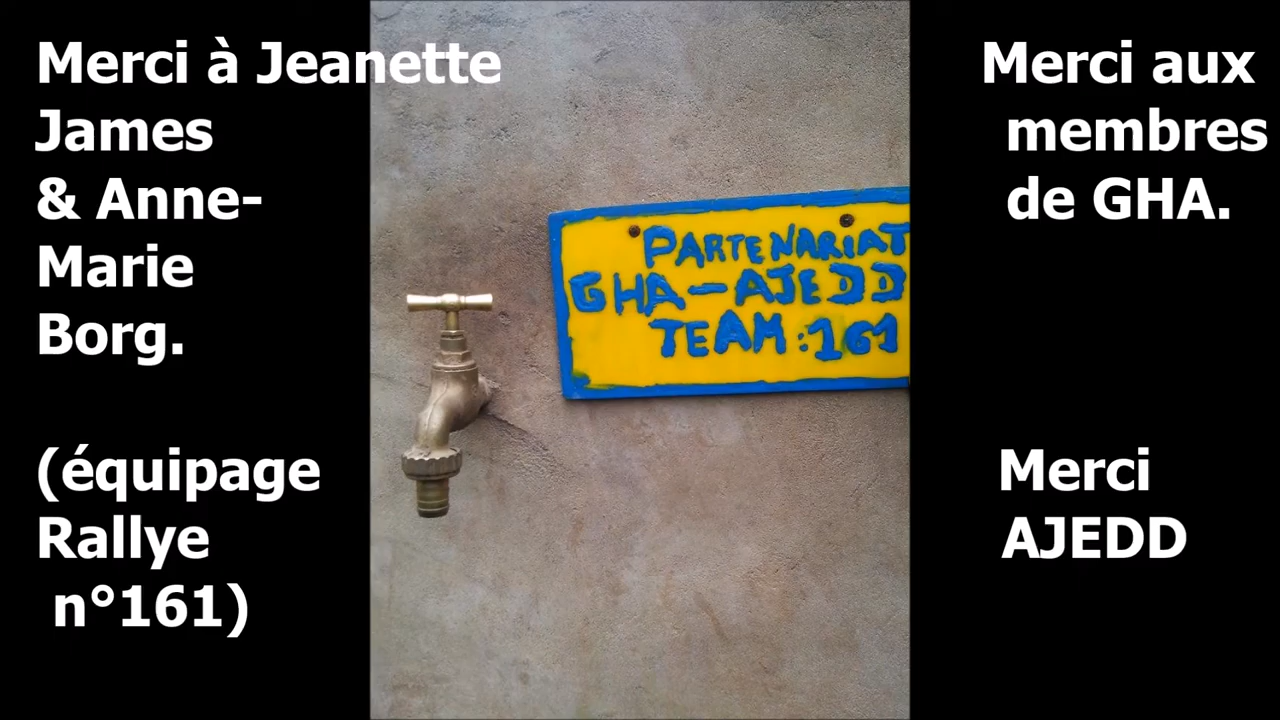 Merci à Jeanette
James
& Anne-
Marie
Borg.
(équipage
Rallye
n°161)
PARTENARIAT
GHA-AJEDD
TEAM:161
Merci aux
membres
de GHA.
Merci
AJEDD